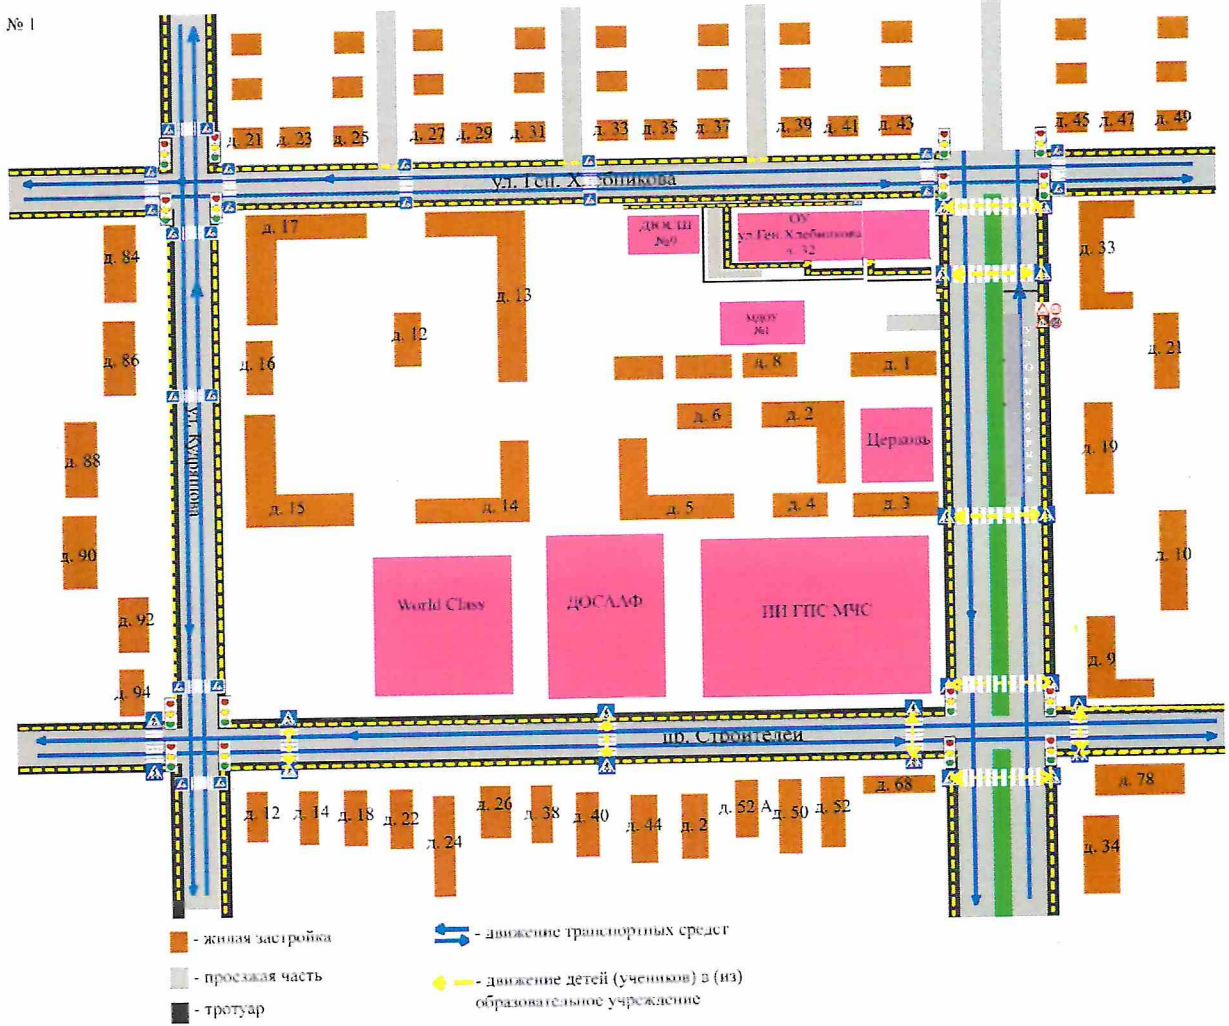 № 1
д. 21 д. 23 д. 25 д. 27 д. 29 д. 31 д. 33 д. 35 д. 37 д. 39 д. 41 д. 43 д. 45 д. 47 д. 49
ул. Ген. Хлебникова
д. 17
ДЮСШ
№9
ОУ
ул.Ген.Хлебникова
д. 32
д. 84
д. 33
д. 13
МДОУ
№1
д. 12
д. 86
д. 16
д. 8
д. 1
д. 21
д. 6
д. 2
Церковь
д. 19
д. 88
д. 15
д. 14
д. 5
д. 4
д. 3
д. 90
д. 10
World Class
ДОСААФ
ИИ ГПС МЧС
д. 92
д. 9
д. 94
пр. Строителей
д. 68
д. 78
д. 12 д. 14 д. 18 д. 22 д. 24 д. 26 д. 38 д. 40 д. 44 д. 2 д. 52 А д. 50 д. 52
д. 34
- жилая застройка
- проезжая часть
- тротуар
- движение транспортных средст
- движение детей (учеников) в (из)
образовательное учреждение